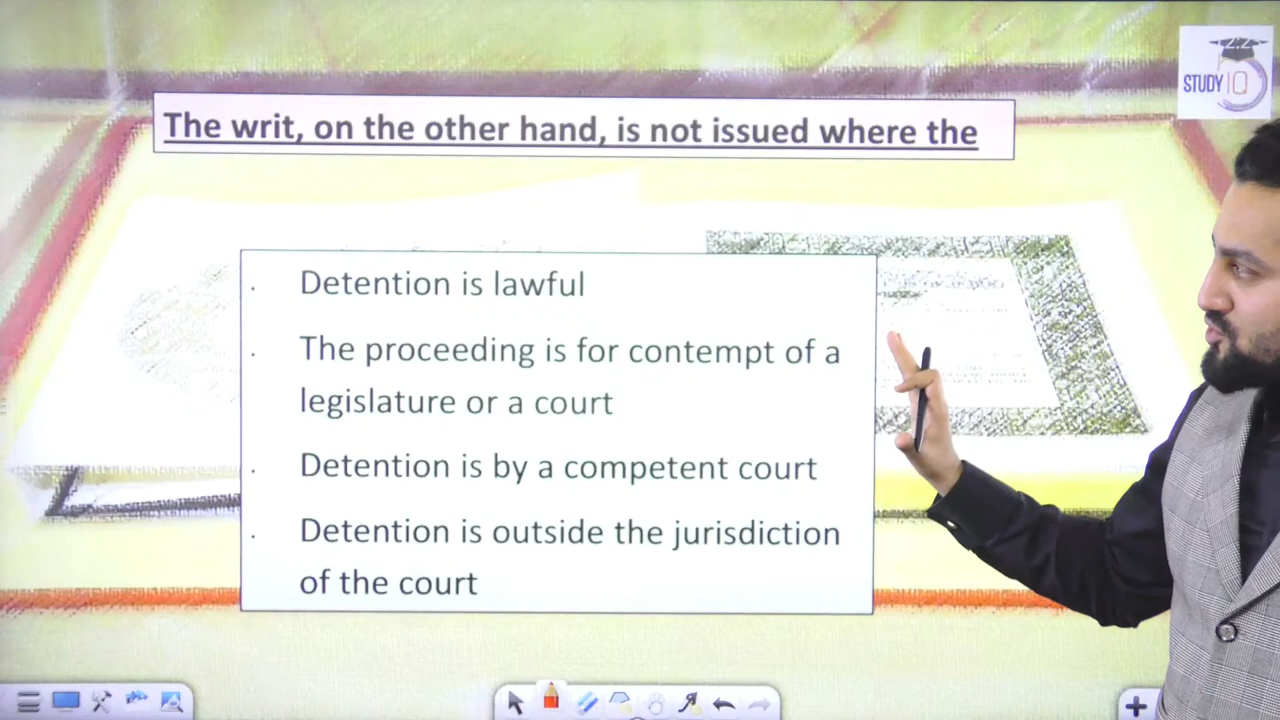 The writ, on the other hand, is not issued where the
STUDY IQ
. Detention is lawful
. The proceeding is for contempt of a
legislature or a court
. Detention is by a competent court
. Detention is outside the jurisdiction
of the court